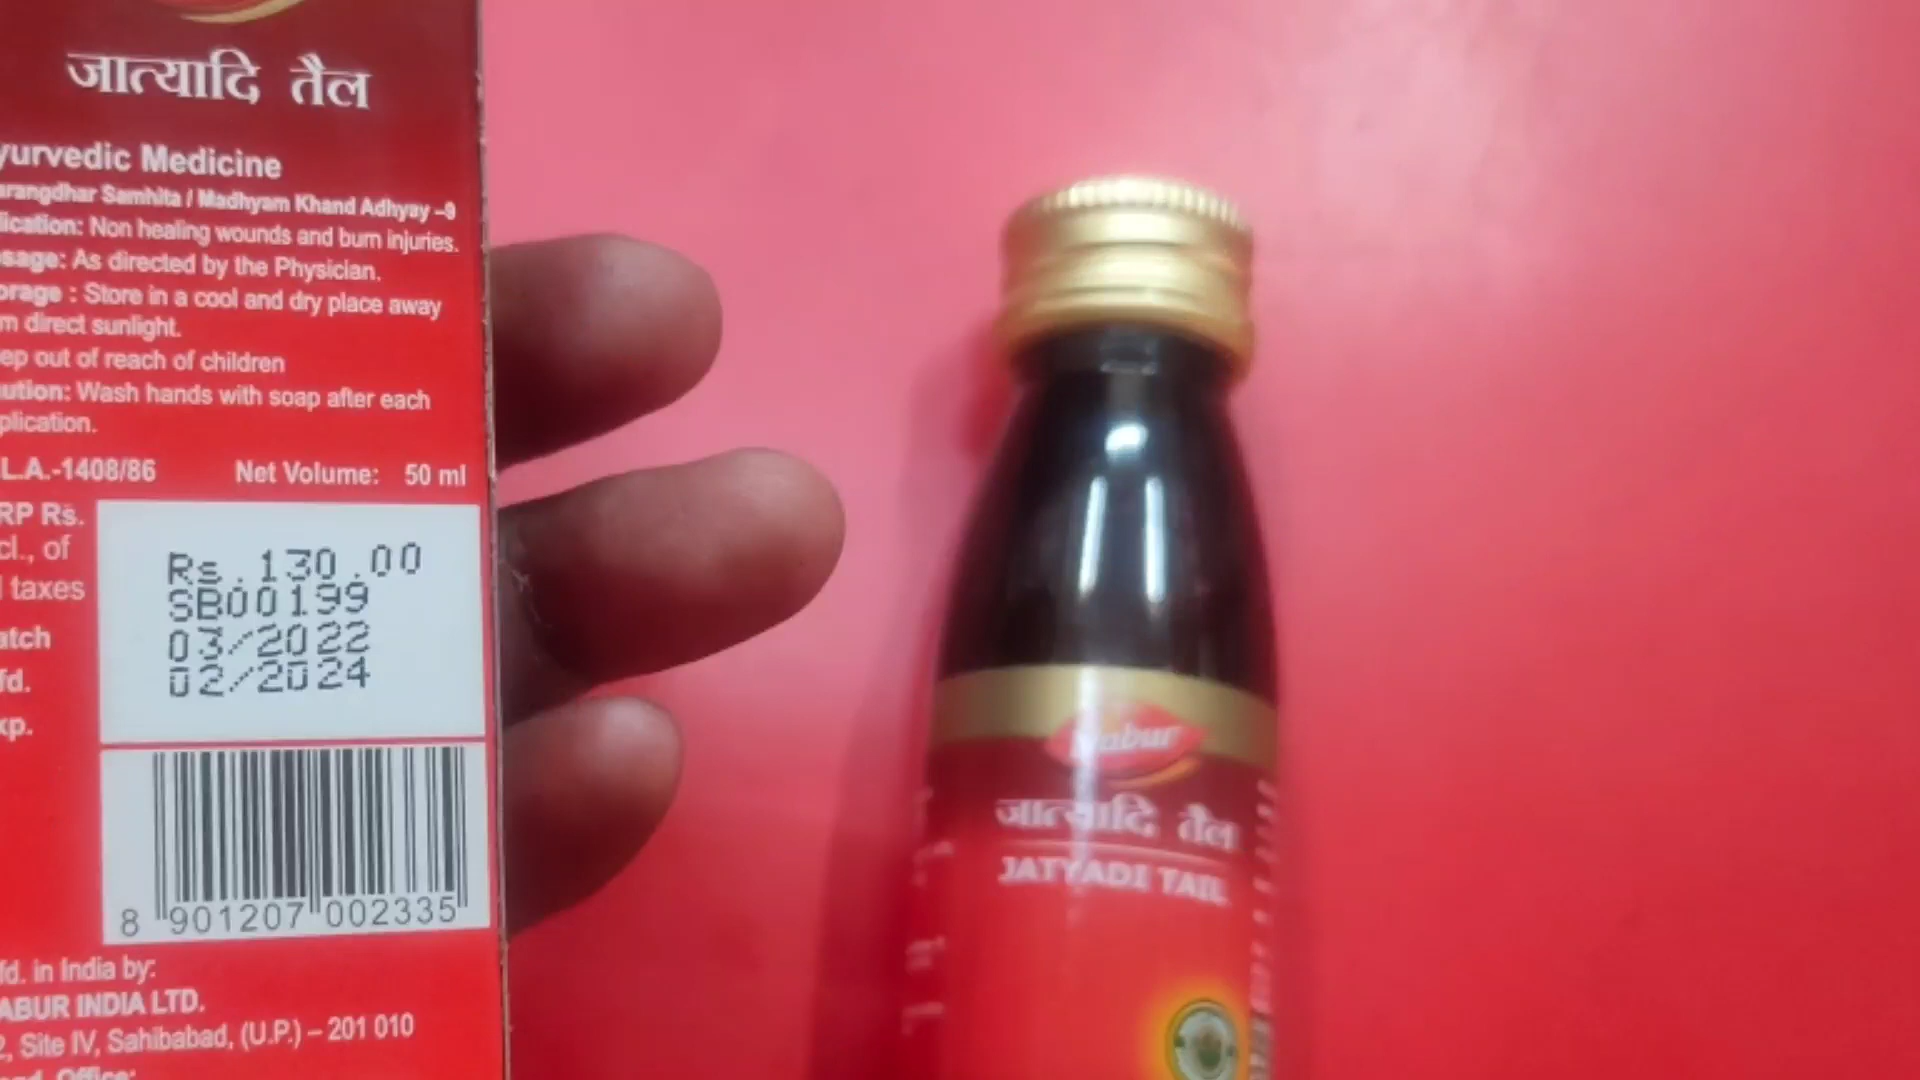 जात्यादि तैल
yurvedic Medicine
arangdhar Samhita / Madhyam Khand Adhyay –9
lication: Non healing wounds and burn injuries.
sage: As directed by the Physician.
orage : Store in a cool and dry place away
m direct sunlight.
ep out of reach of children
ution: Wash hands with soap after each
plication.
L.A.-1408/86 Net Volume: 50 ml
RP Rs.
cl., of
l taxes
atch
fd.
xp.
Rs.130.00
SB00199
03/2022
02/2024
8 901207 002335
fd. in India by:
ABUR INDIA LTD.
2, Site IV, Sahibabad, (U.P.) – 201 010
Dabur
जात्यादि तैल
JATYADI TAIL